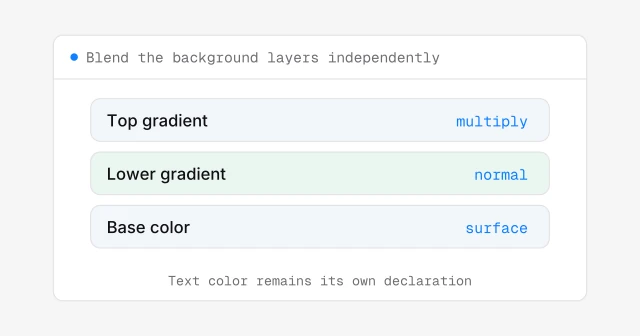 Blend the background layers independently
Top gradient multiply
Lower gradient normal
Base color surface
Text color remains its own declaration